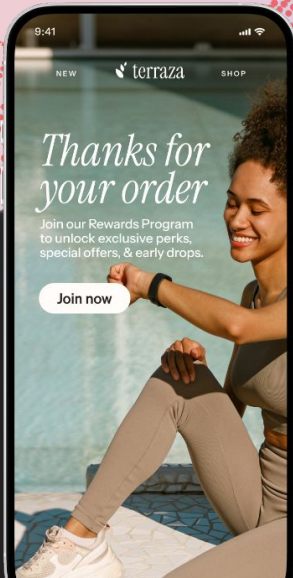 9:41
NEW terraza SHOP
Thanks for
your order
Join our Rewards Program
to unlock exclusive perks,
special offers, & early drops.
Join now